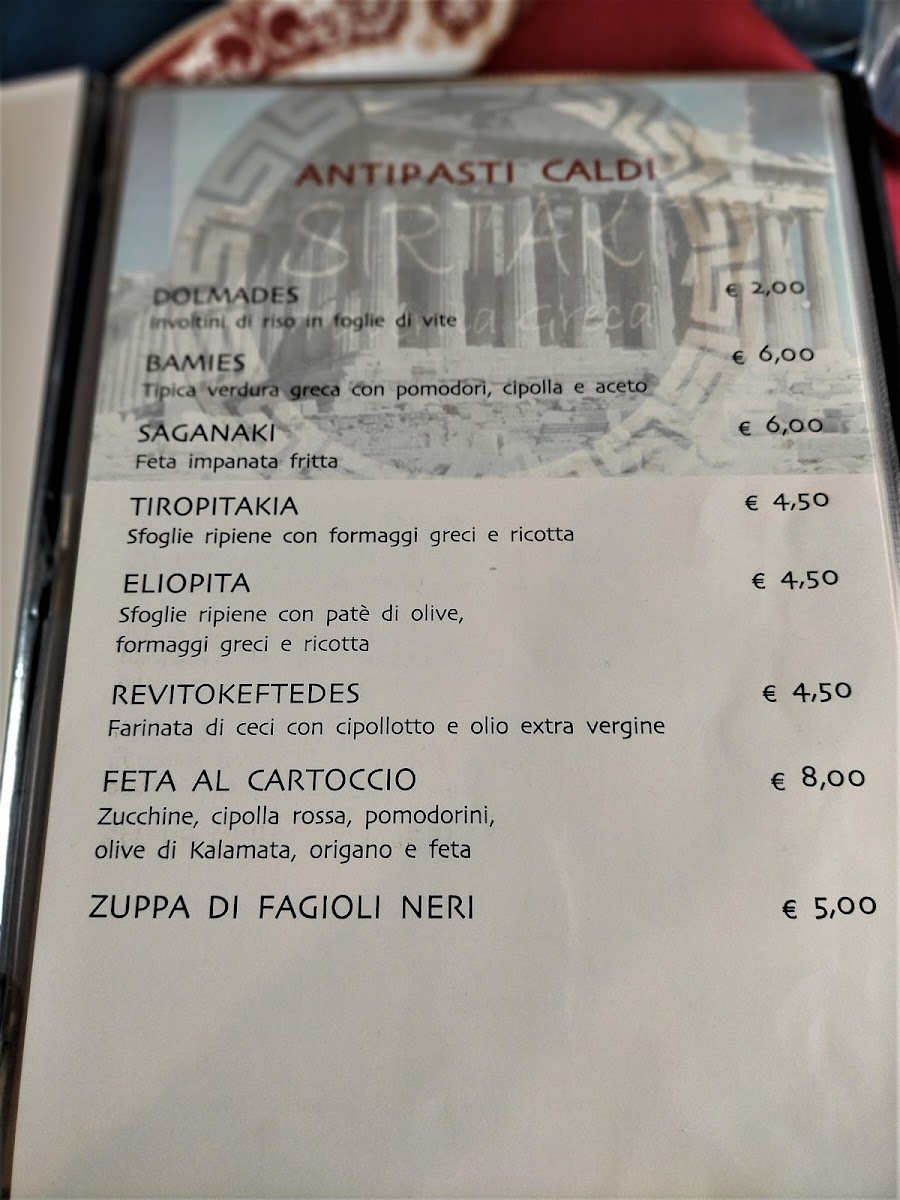 ANTIPASTI CALDI
SIRTAKI
Greca
DOLMADES € 2,00
Involtini di riso in foglie di vite
BAMIES € 6,00
Tipica verdura greca con pomodori, cipolla e aceto
SAGANAKI € 6,00
Feta impanata fritta
TIROPITAKIA € 4,50
Sfoglie ripiene con formaggi greci e ricotta
ELIOPITA € 4,50
Sfoglie ripiene con patè di olive,
formaggi greci e ricotta
REVITOKEFTEDES € 4,50
Farinata di ceci con cipollotto e olio extra vergine
FETA AL CARTOCCIO € 8,00
Zucchine, cipolla rossa, pomodorini,
olive di Kalamata, origano e feta
ZUPPA DI FAGIOLI NERI € 5,00